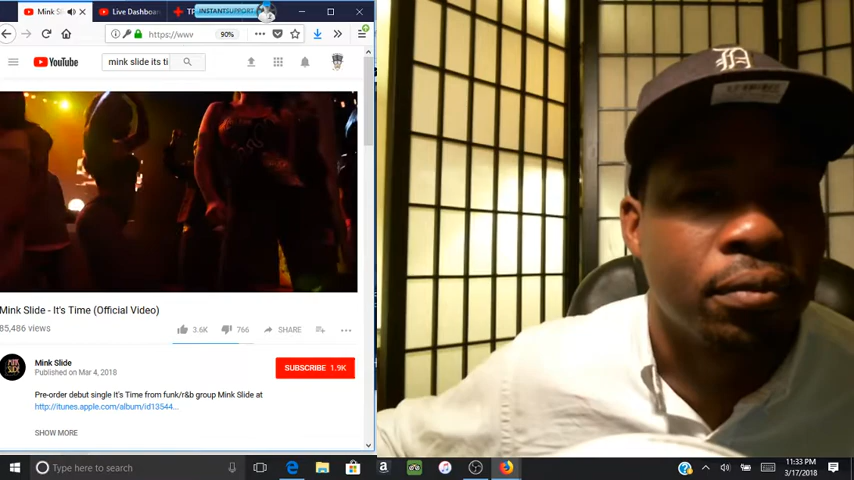 Mink S
Live Dashboar
TP
INSTANTSUPPORT
https://wwv
90%
YouTube
mink slide its ti
Mink Slide - It's Time (Official Video)
85,486 views
3.6K
766
SHARE
Mink Slide
Published on Mar 4, 2018
SUBSCRIBE 1.9K
Pre-order debut single It's Time from funk/r&b group Mink Slide at
http://itunes.apple.com/album/id13544...
SHOW MORE
Type here to search
11:33 PM
3/17/2018